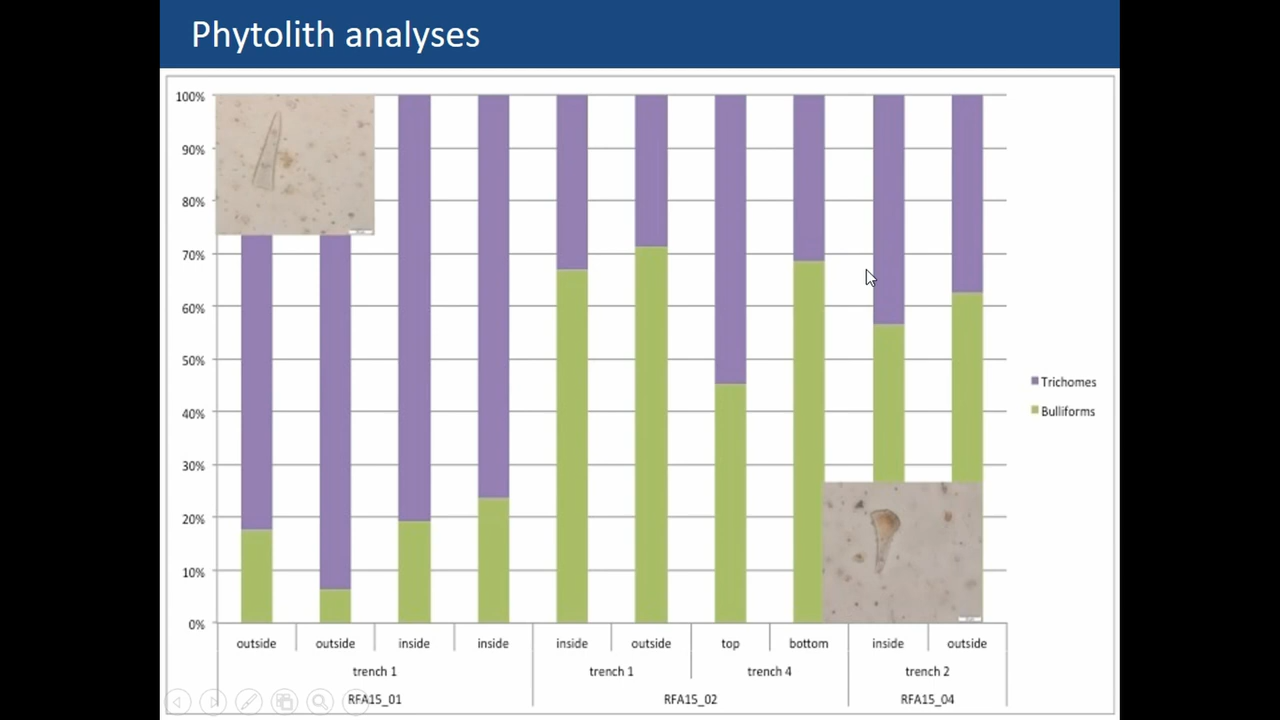 Phytolith analyses
100%
90%
80%
70%
60%
50%
40%
30%
20%
10%
0%
Trichomes
Bulliforms
outside outside inside inside inside outside top bottom inside outside
trench 1 trench 1 trench 4 trench 2
RFA15_01 RFA15_02 RFA15_04